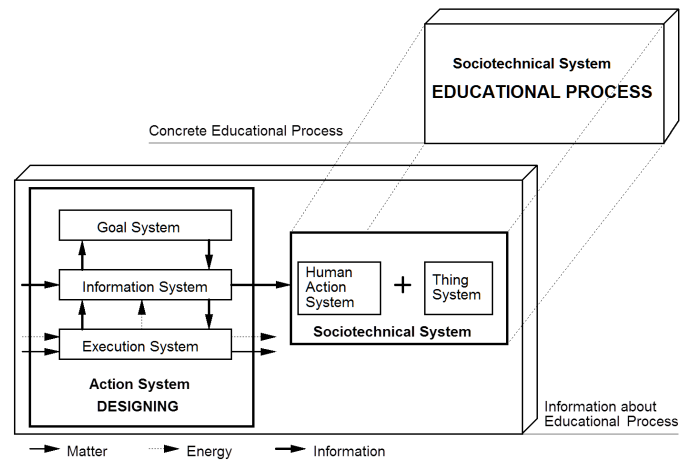 Sociotechnical System
EDUCATIONAL PROCESS
Concrete Educational Process
Goal System
Information System
Execution System
Action System
DESIGNING
Human
Action
System
+
Thing
System
Sociotechnical System
Information about
Educational Process
Matter
Energy
Information